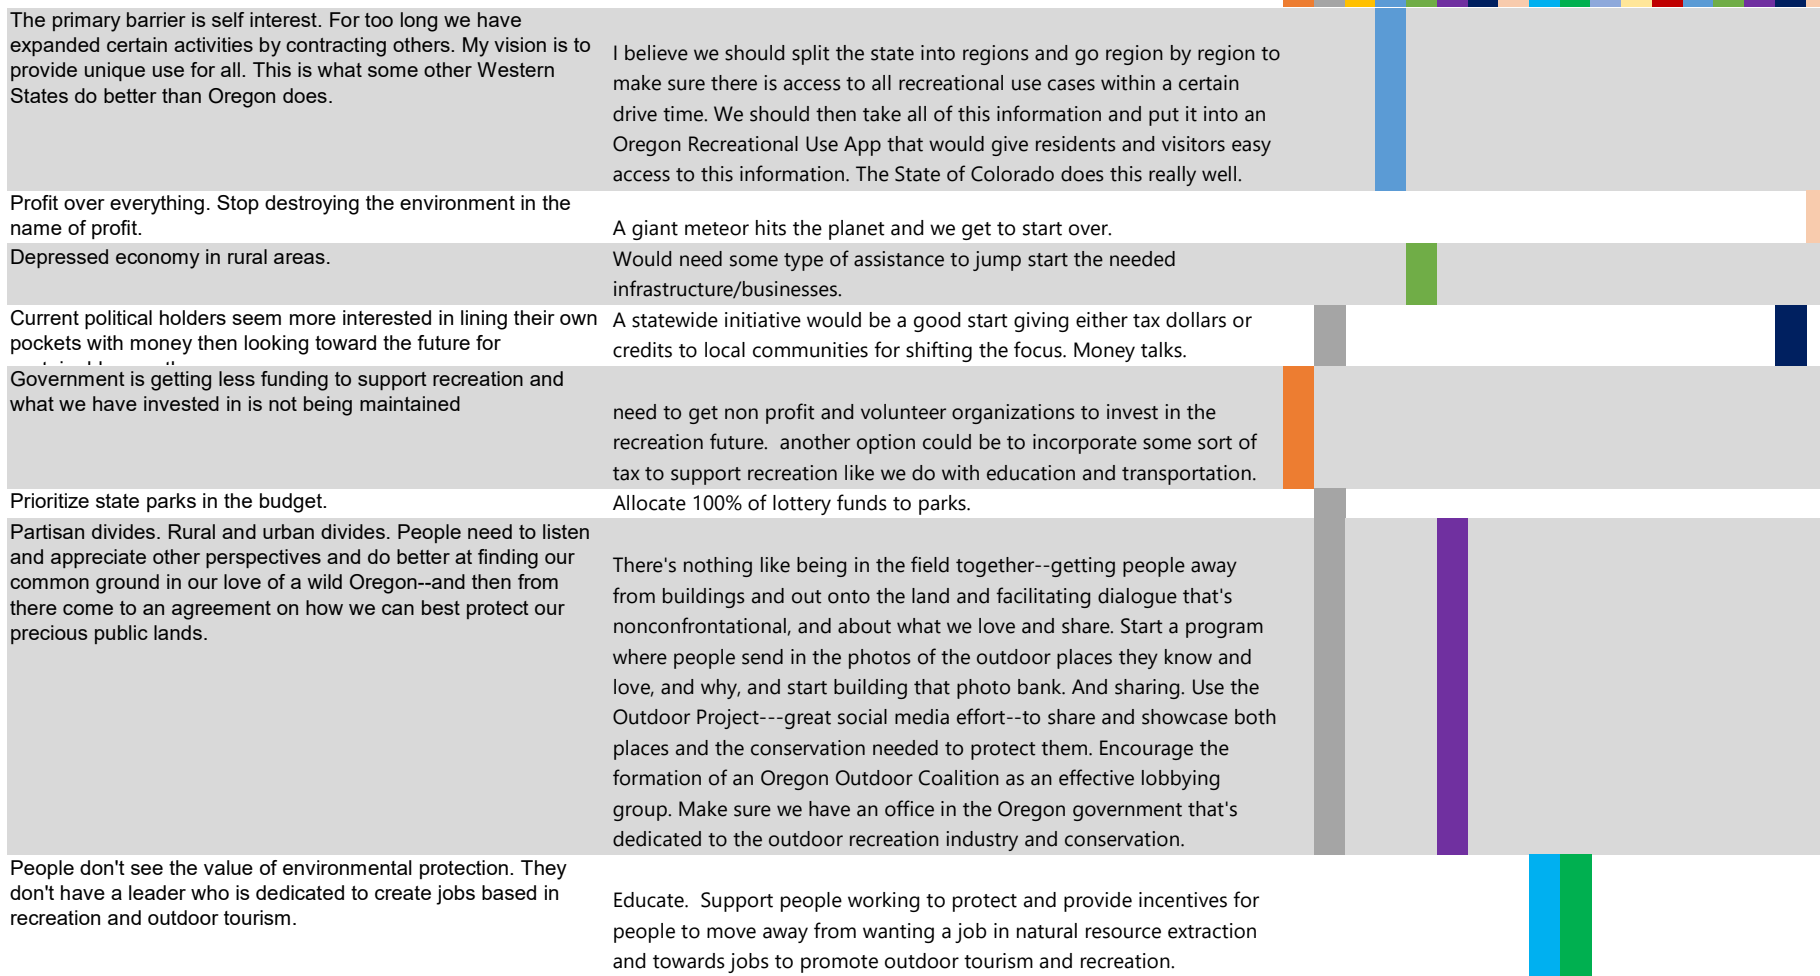 The primary barrier is self interest. For too long we have
expanded certain activities by contracting others. My vision is to
provide unique use for all. This is what some other Western
States do better than Oregon does.
I believe we should split the state into regions and go region by region to
make sure there is access to all recreational use cases within a certain
drive time. We should then take all of this information and put it into an
Oregon Recreational Use App that would give residents and visitors easy
access to this information. The State of Colorado does this really well.
Profit over everything. Stop destroying the environment in the
name of profit.
A giant meteor hits the planet and we get to start over.
Depressed economy in rural areas.
Would need some type of assistance to jump start the needed
infrastructure/businesses.
Current political holders seem more interested in lining their own
pockets with money then looking toward the future for
A statewide initiative would be a good start giving either tax dollars or
credits to local communities for shifting the focus. Money talks.
Government is getting less funding to support recreation and
what we have invested in is not being maintained
need to get non profit and volunteer organizations to invest in the
recreation future.  another option could be to incorporate some sort of
tax to support recreation like we do with education and transportation.
Prioritize state parks in the budget.
Allocate 100% of lottery funds to parks.
Partisan divides. Rural and urban divides. People need to listen
and appreciate other perspectives and do better at finding our
common ground in our love of a wild Oregon--and then from
there come to an agreement on how we can best protect our
precious public lands.
There's nothing like being in the field together--getting people away
from buildings and out onto the land and facilitating dialogue that's
nonconfrontational, and about what we love and share. Start a program
where people send in the photos of the outdoor places they know and
love, and why, and start building that photo bank. And sharing. Use the
Outdoor Project---great social media effort--to share and showcase both
places and the conservation needed to protect them. Encourage the
formation of an Oregon Outdoor Coalition as an effective lobbying
group. Make sure we have an office in the Oregon government that's
dedicated to the outdoor recreation industry and conservation.
People don't see the value of environmental protection. They
don't have a leader who is dedicated to create jobs based in
recreation and outdoor tourism.
Educate.  Support people working to protect and provide incentives for
people to move away from wanting a job in natural resource extraction
and towards jobs to promote outdoor tourism and recreation.